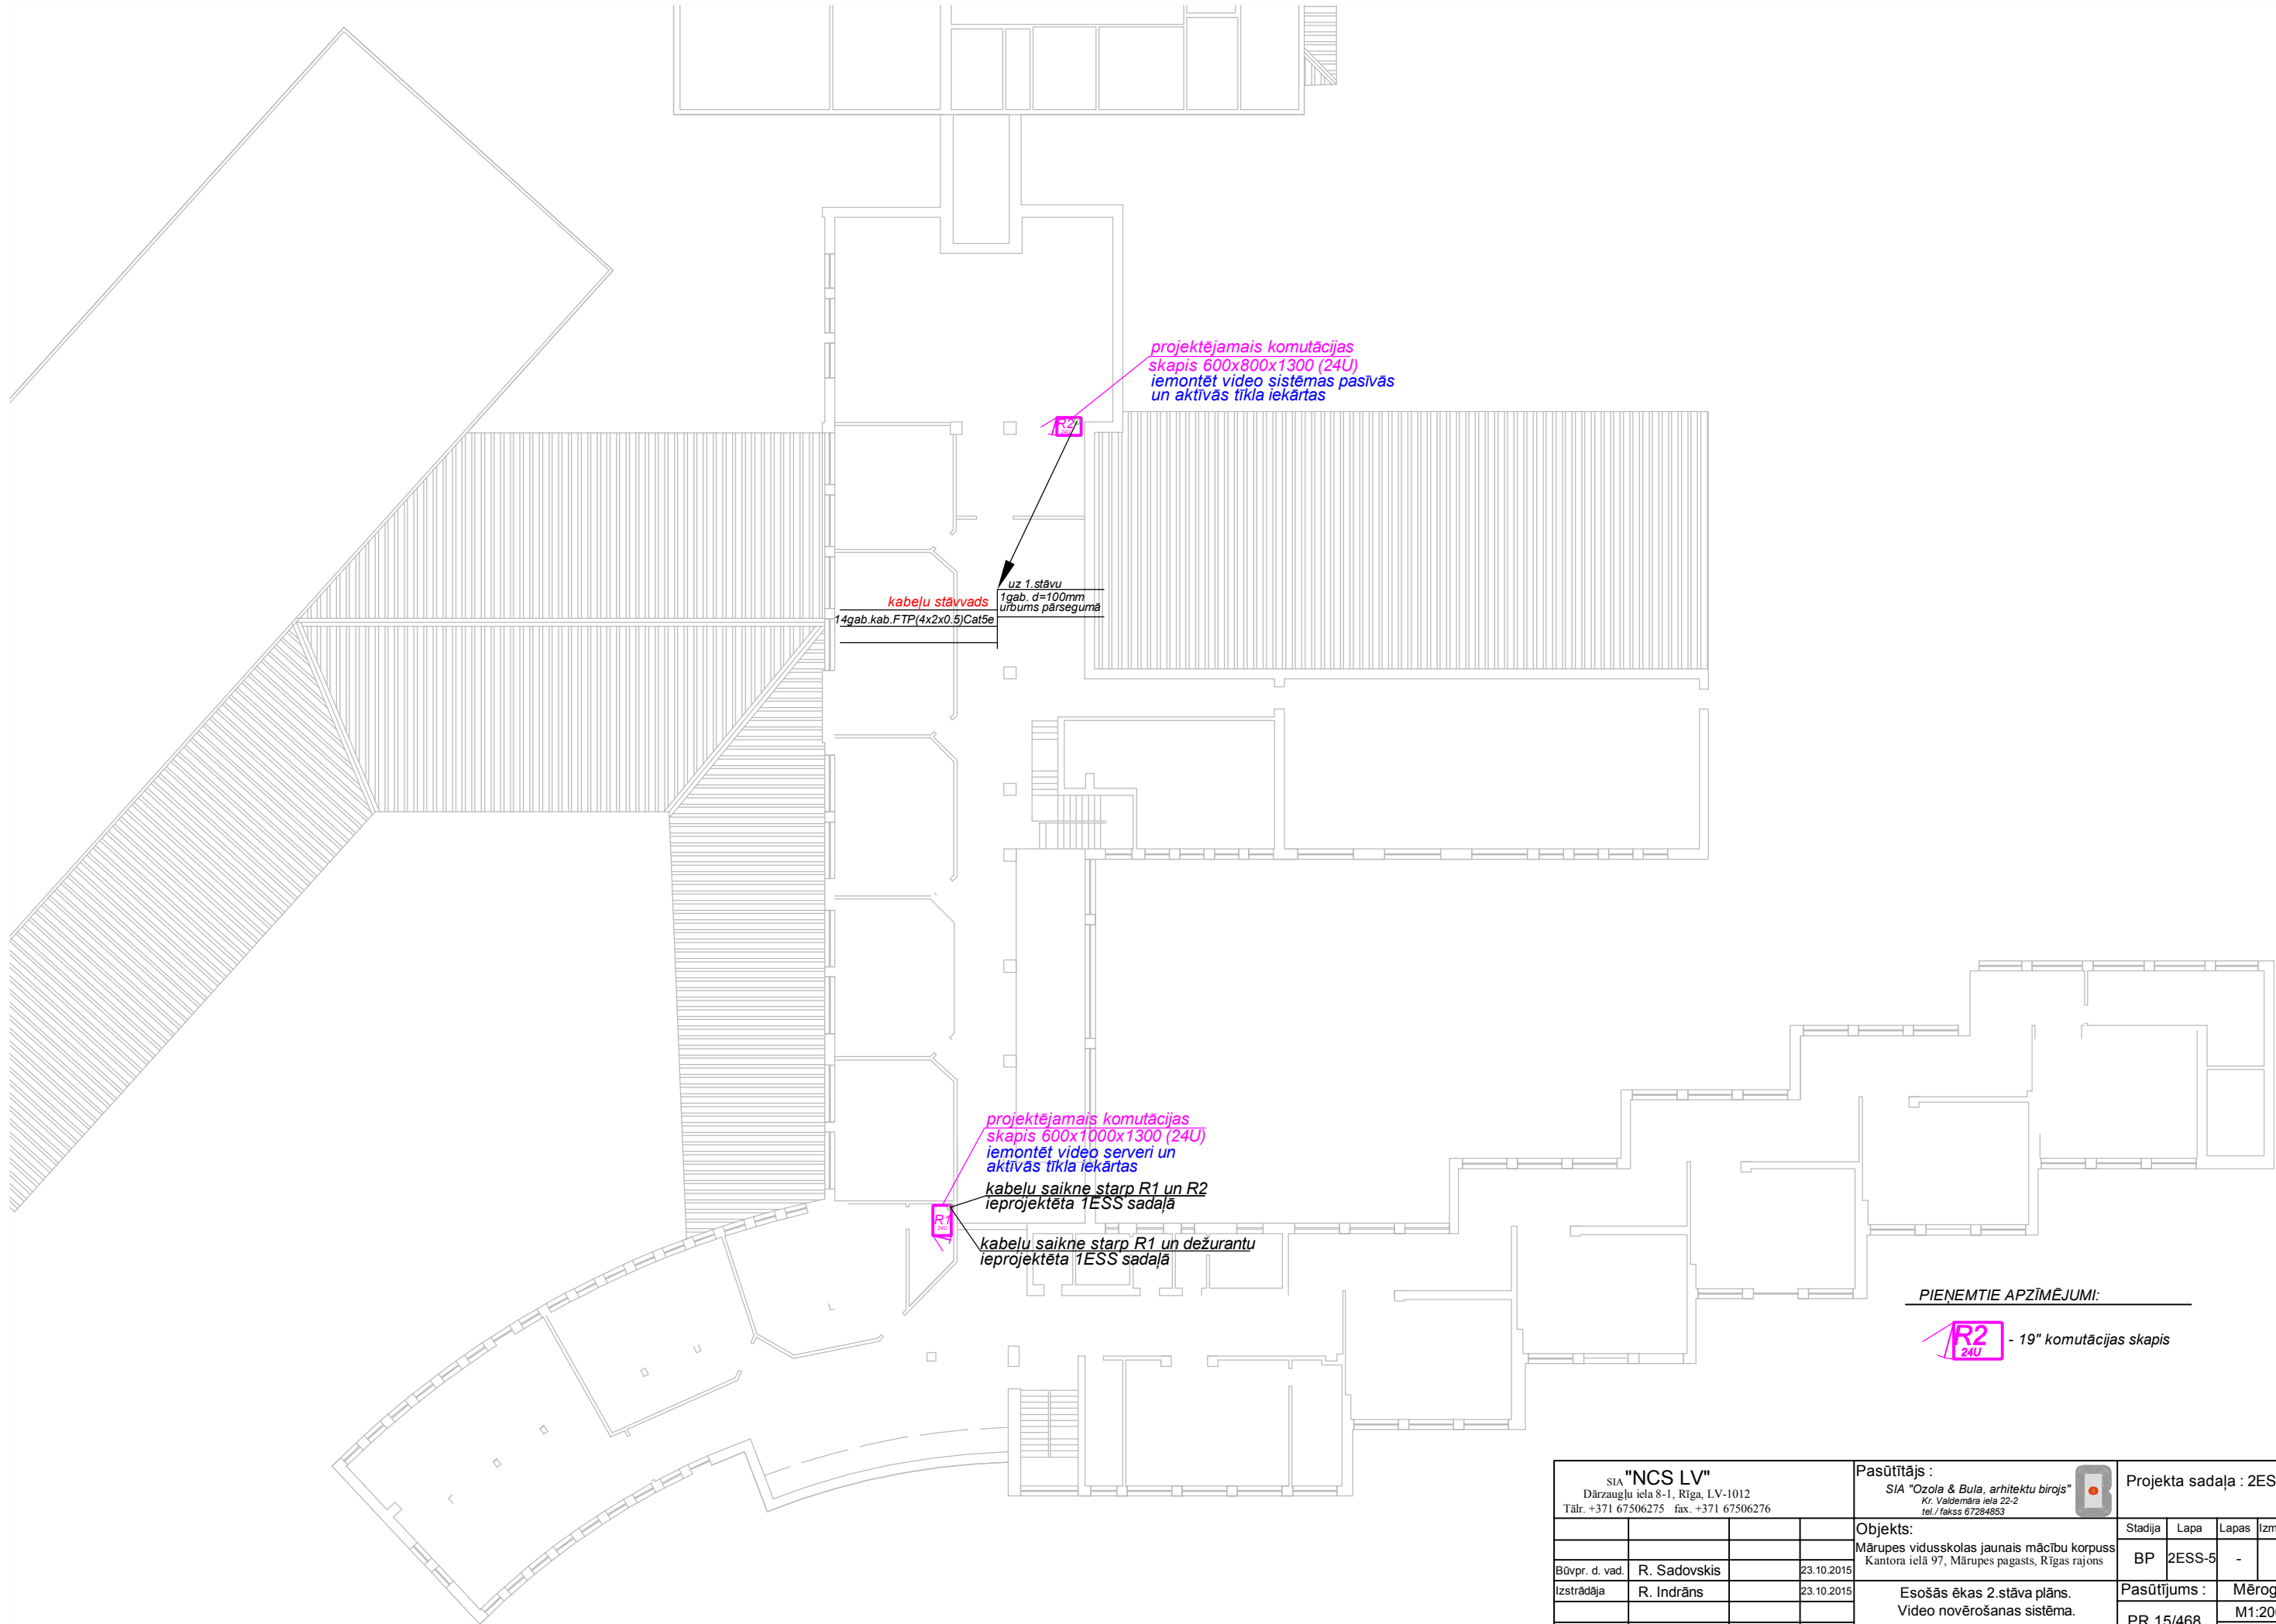 projektējamais komutācijas
skapis 600x800x1300 (24U)
iemontēt video sistēmas pasīvās
un aktīvās tīkla iekārtas
R2
uz 1.stāvu
1gab. d=100mm
urbums pārsegumā
kabeļu stāvvads
14gab.kab.FTP(4x2x0.5)Cat5e
projektējamais komutācijas
skapis 600x1000x1300 (24U)
iemontēt video serveri un
aktīvās tīkla iekārtas
kabeļu saikne starp R1 un R2
ieprojektēta 1ESS sadaļā
R1
24U
kabeļu saikne starp R1 un dežurantu
ieprojektēta 1ESS sadaļā
PIEŅEMTIE APZĪMĒJUMI:
R2
24U
- 19" komutācijas skapis
SIA "NCS LV"
Dārzaugļu iela 8-1, Rīga, LV-1012
Tālr. +371 67506275 fax. +371 67506276
Pasūtītājs :
SIA "Ozola & Bula, arhitektu birojs"
Kr. Valdemāra iela 22-2
tel./ fakss 67284853
Projekta sadaļa : 2ES
Objekts:
Mārupes vidusskolas jaunais mācību korpuss
Kantora ielā 97, Mārupes pagasts, Rīgas rajons
Stadija Lapa Lapas Izm
BP 2ESS-5 -
Būvpr. d. vad. R. Sadovskis 23.10.2015
Izstrādāja R. Indrāns 23.10.2015
Esošās ēkas 2.stāva plāns.
Video novērošanas sistēma.
Pasūtījums : Mērog
PR 15/468 M1:20